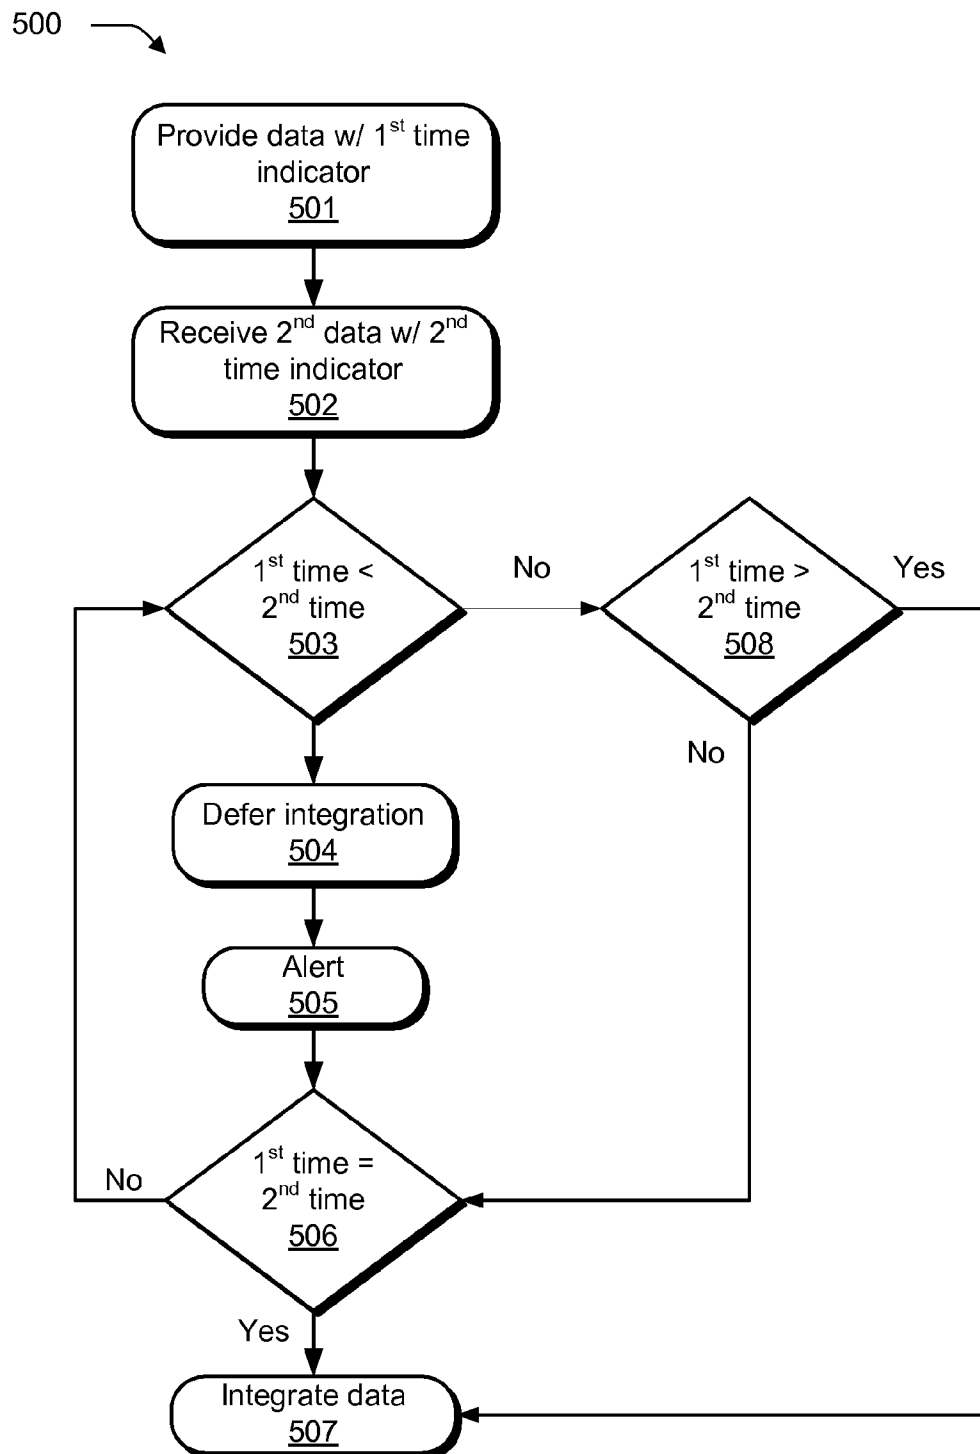 500
Provide data w/ 1st time
indicator
501
Receive 2nd data w/ 2nd
time indicator
502
1st time <
2nd time
503
No
1st time >
2nd time
508
Yes
No
Defer integration
504
Alert
505
1st time =
2nd time
506
No
Yes
Integrate data
507